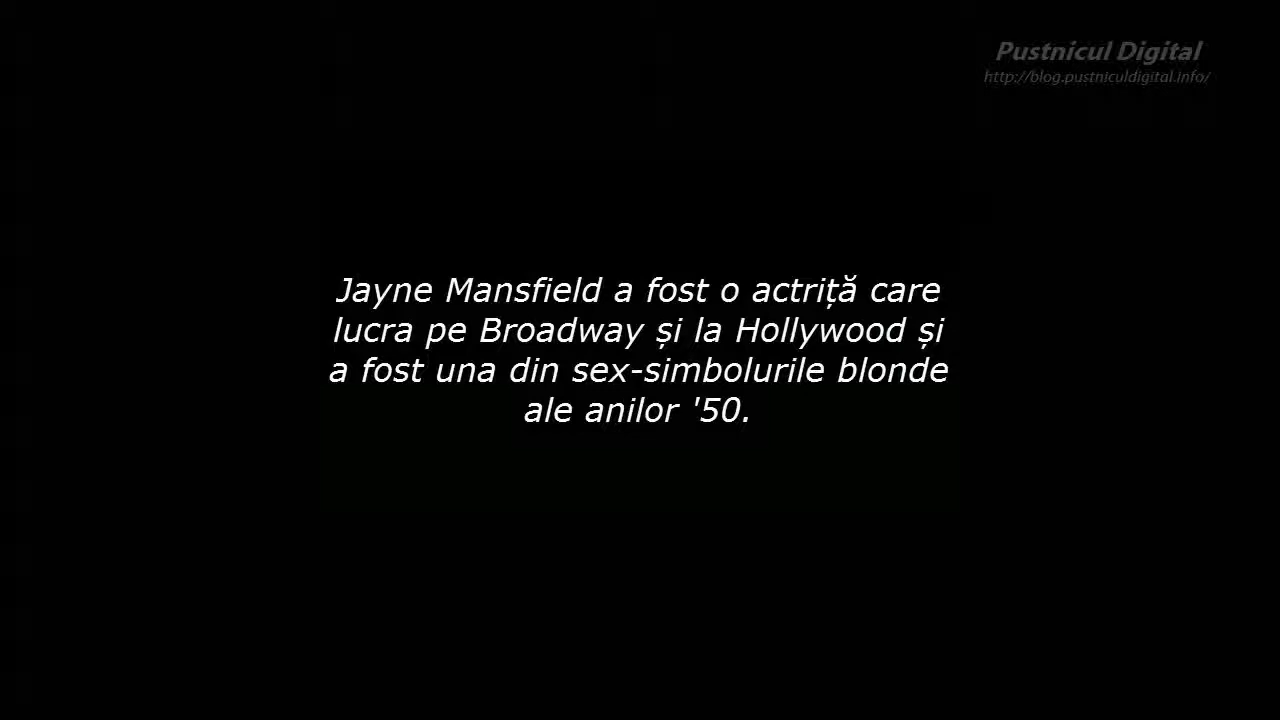 Pustnicul Digital
http://blog.pustniculdigital.info/
Jayne Mansfield a fost o actriță care
lucra pe Broadway și la Hollywood și
a fost una din sex-simbolurile blonde
ale anilor '50.